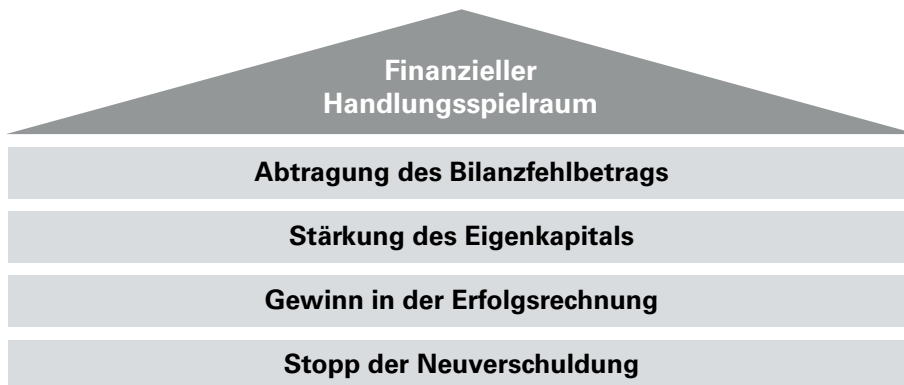 Finanzieller
Handlungsspielraum
Abtragung des Bilanzfehlbetrags
Stärkung des Eigenkapitals
Gewinn in der Erfolgsrechnung
Stopp der Neuverschuldung